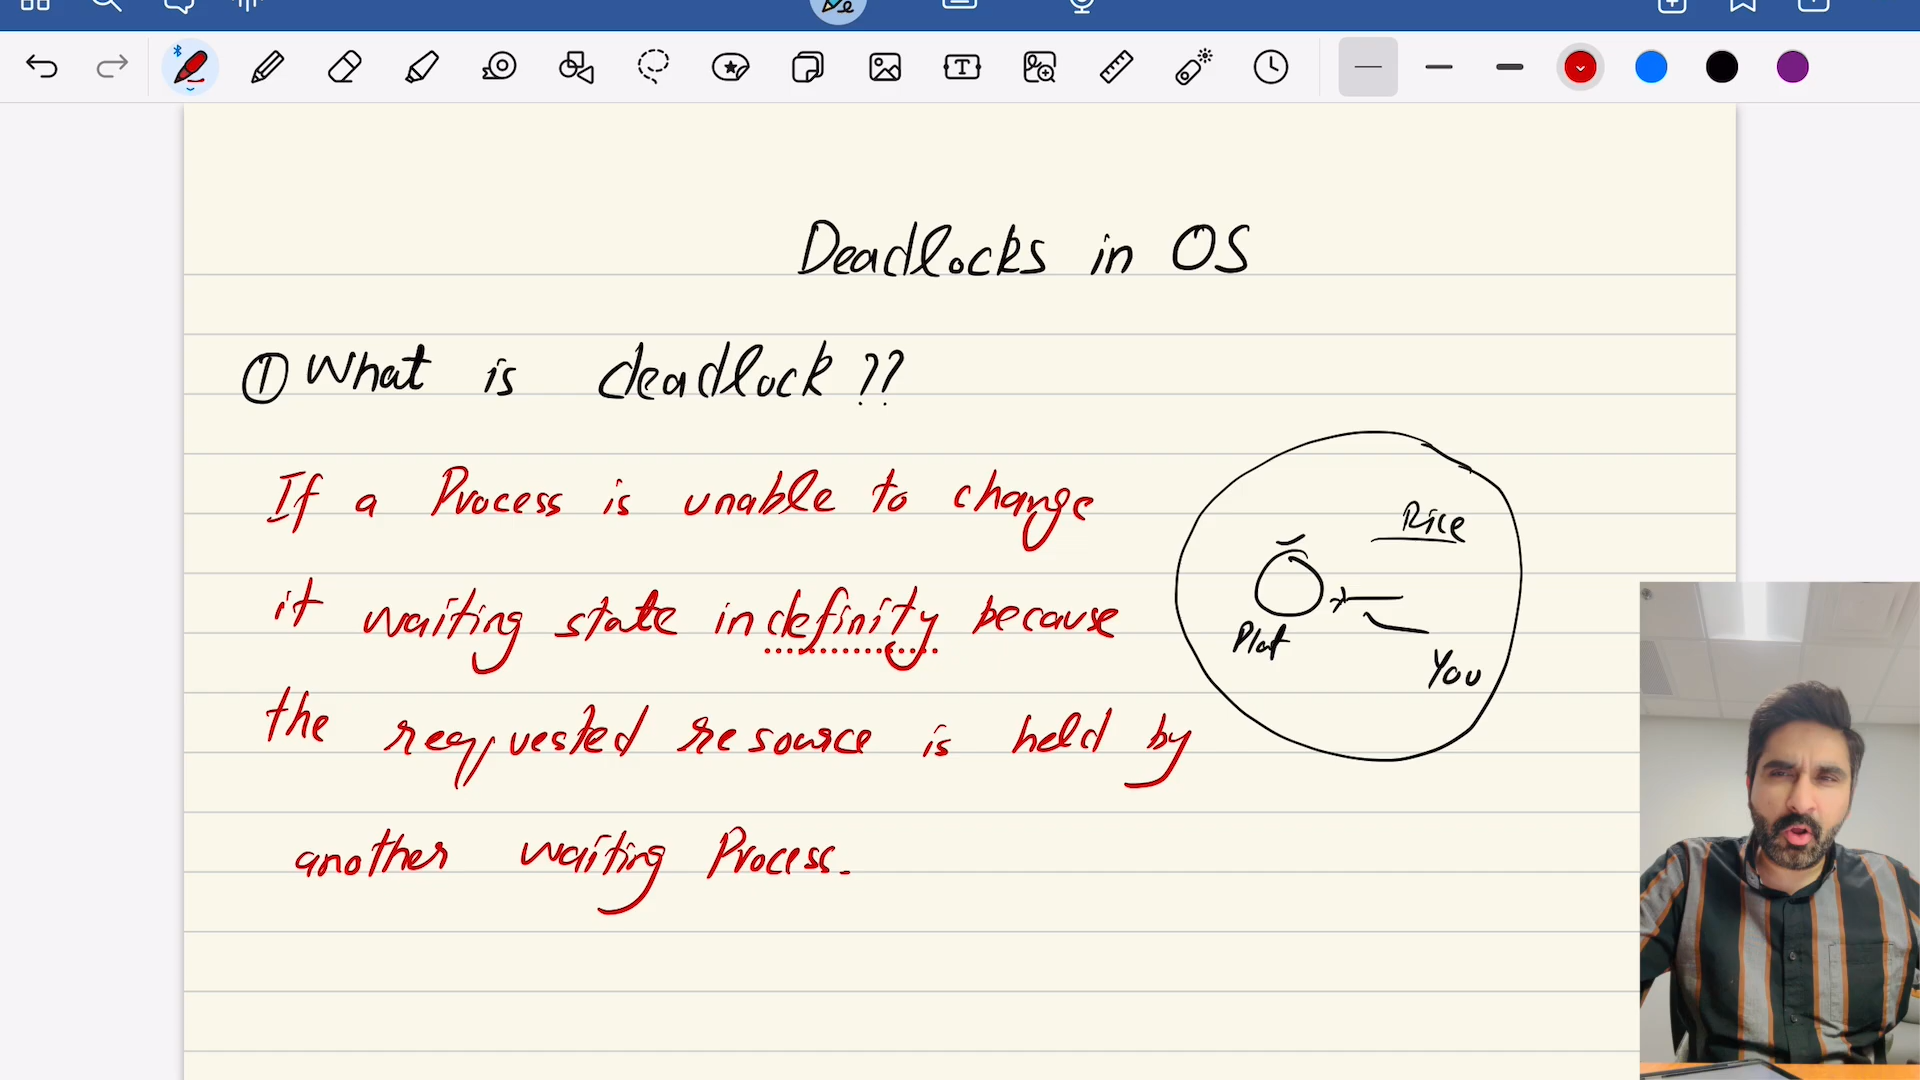 Deadlocks in OS
① What is deadlock ??
If a Process is unable to change
it waiting state indefinity because
the requested resource is held by
another waiting Process.
Rice
Plat
You